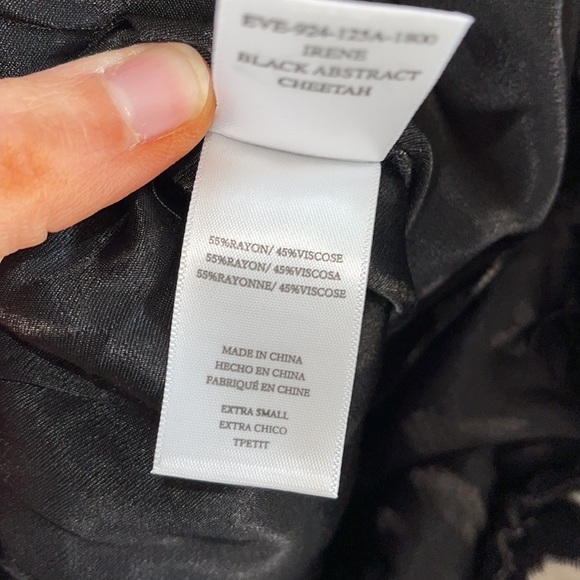 EVE-924-125A-1800
IRENE
BLACK ABSTRACT
CHEETAH
55%RAYON/ 45%VISCOSE
55%RAYON/ 45%VISCOSA
55%RAYONNE/ 45%VISCOSE
MADE IN CHINA
HECHO EN CHINA
FABRIQUÉ EN CHINE
EXTRA SMALL
EXTRA CHICO
TPETIT